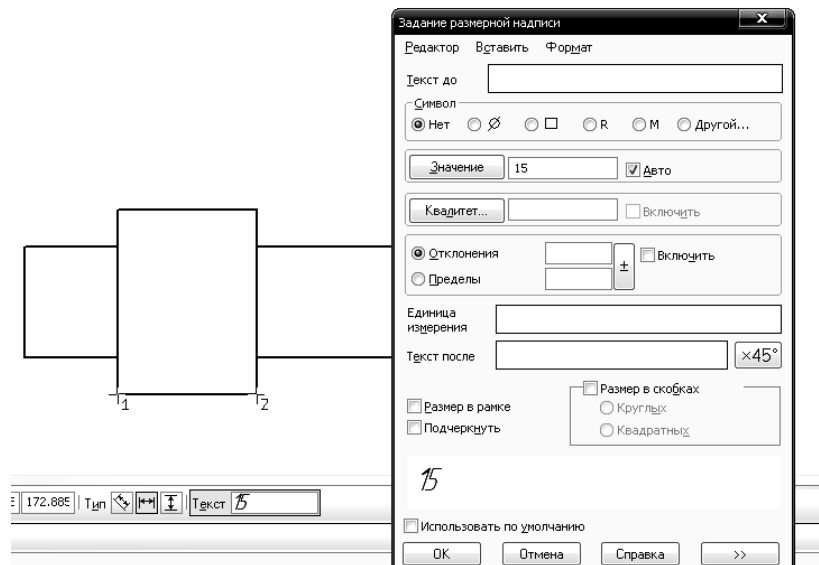 Задание размерной надписи
Редактор Вставить Формат
Текст до
Символ
Нет Ø □ R M Другой...
Значение 15 Авто
Квалитет... Включить
Отклонения ± Включить
Пределы
Единица
измерения
Текст после ×45°
Размер в скобках
Размер в рамке Круглых
Подчеркнуть Квадратных
15
Использовать по умолчанию
OK Отмена Справка >>
1 2
172.885 Тип Текст 15